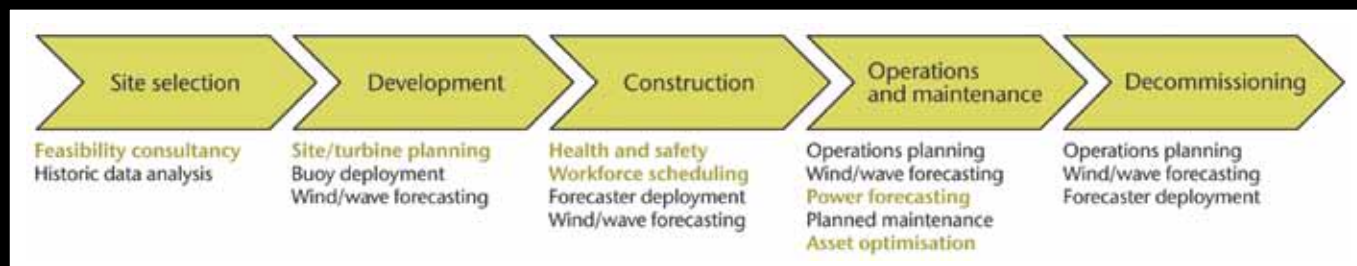 Site selection
Development
Construction
Operations
and maintenance
Decommissioning
Feasibility consultancy
Historic data analysis
Site/turbine planning
Buoy deployment
Wind/wave forecasting
Health and safety
Workforce scheduling
Forecaster deployment
Wind/wave forecasting
Operations planning
Wind/wave forecasting
Power forecasting
Planned maintenance
Asset optimisation
Operations planning
Wind/wave forecasting
Forecaster deployment